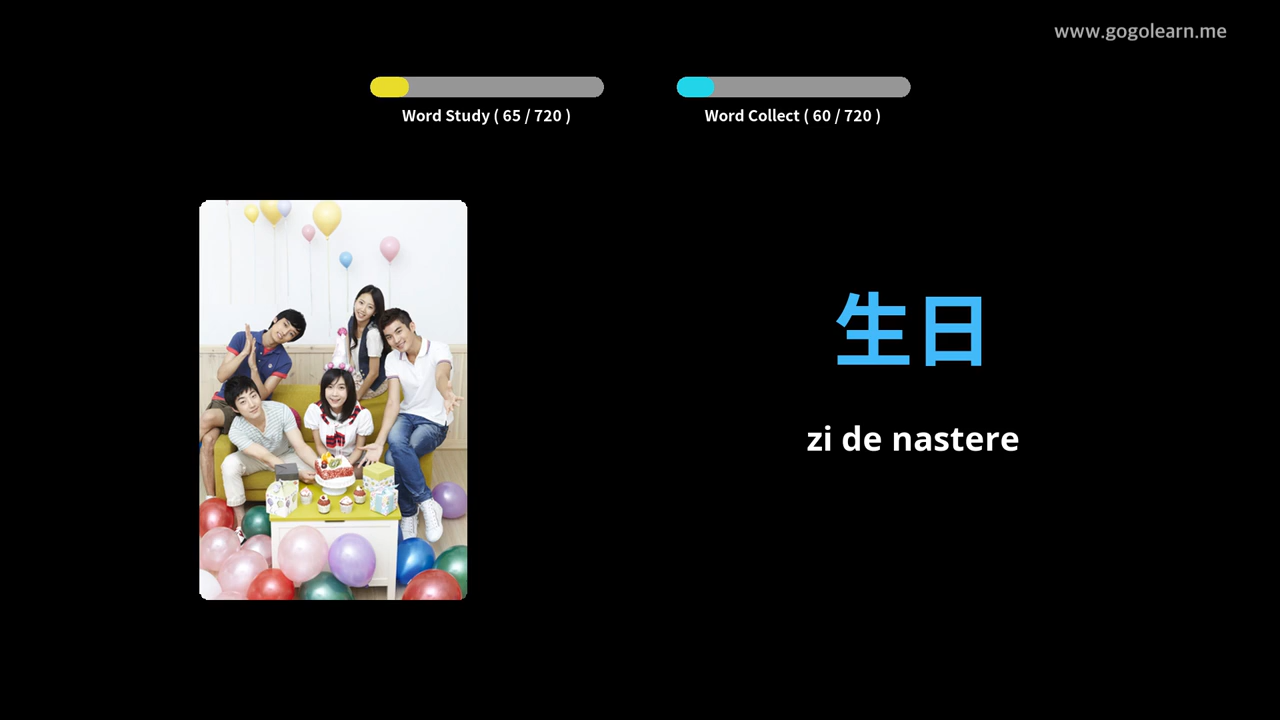 www.gogolearn.me
Word Study ( 65 / 720 )
Word Collect ( 60 / 720 )
生日
zi de nastere